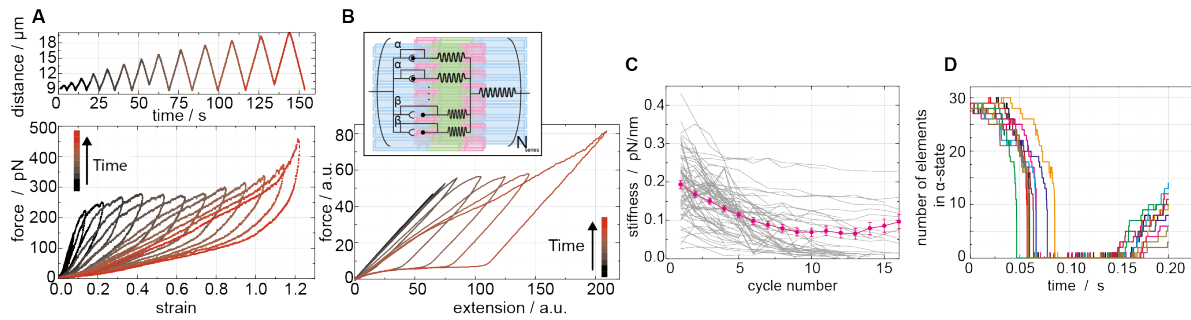 A
distance / μm
18
15
12
9
0
25
50
75
100
125
150
time / s
force / pN
500
400
300
200
100
0
Time
0.0
0.2
0.4
0.6
0.8
1.0
1.2
strain
B
α
α
β
β
N
series
force / a.u.
80
60
40
20
0
Time
0
50
100
150
200
extension / a.u.
C
stiffness / pN/nm
0.4
0.3
0.2
0.1
0
5
10
15
cycle number
D
number of elements
in α-state
30
20
10
0
0
0.05
0.10
0.15
0.20
time / s